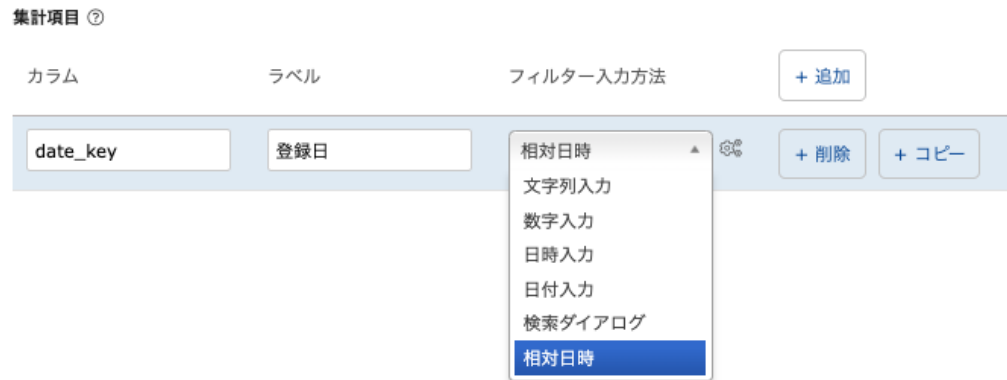 集計項目 ?
カラム ラベル フィルター入力方法 + 追加
date_key 登録日 相対日時 + 削除 + コピー
文字列入力
数字入力
日時入力
日付入力
検索ダイアログ
相対日時